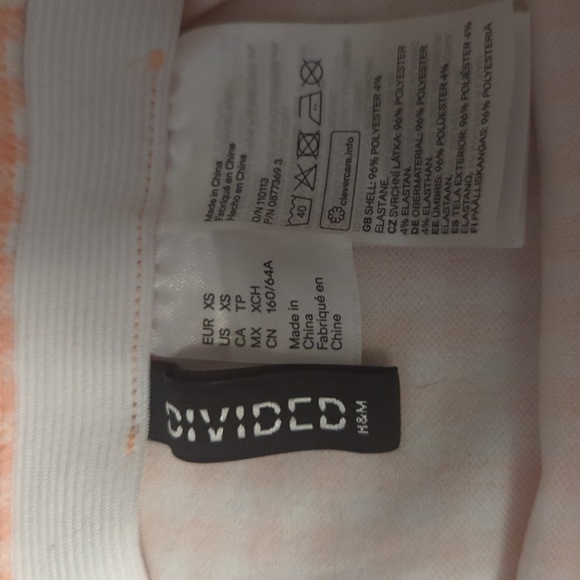 Made in China
Fabriqué en Chine
Hecho en China
O/N 110113
P/N 0877369 3
40
clevercare.info
GB SHELL: 96% POLYESTER 4%
ELASTANE.
CZ SVRCHNÍ LÁTKA: 96% POLYESTER
4% ELASTAN.
DE OBERMATERIAL: 96% POLYESTER
4% ELASTHAN.
EE ÜMBRIS: 96% POLÜESTER 4%
ELASTAAN.
ES TELA EXTERIOR: 96% POLIÉSTER 4%
ELASTANO.
FI PÄÄLLISKANGAS: 96% POLYESTERIÄ
EUR XS
US XS
CA TP
MX XCH
CN 160/64A
Made in
China
Fabriqué en
Chine
DIVIDED
H&M